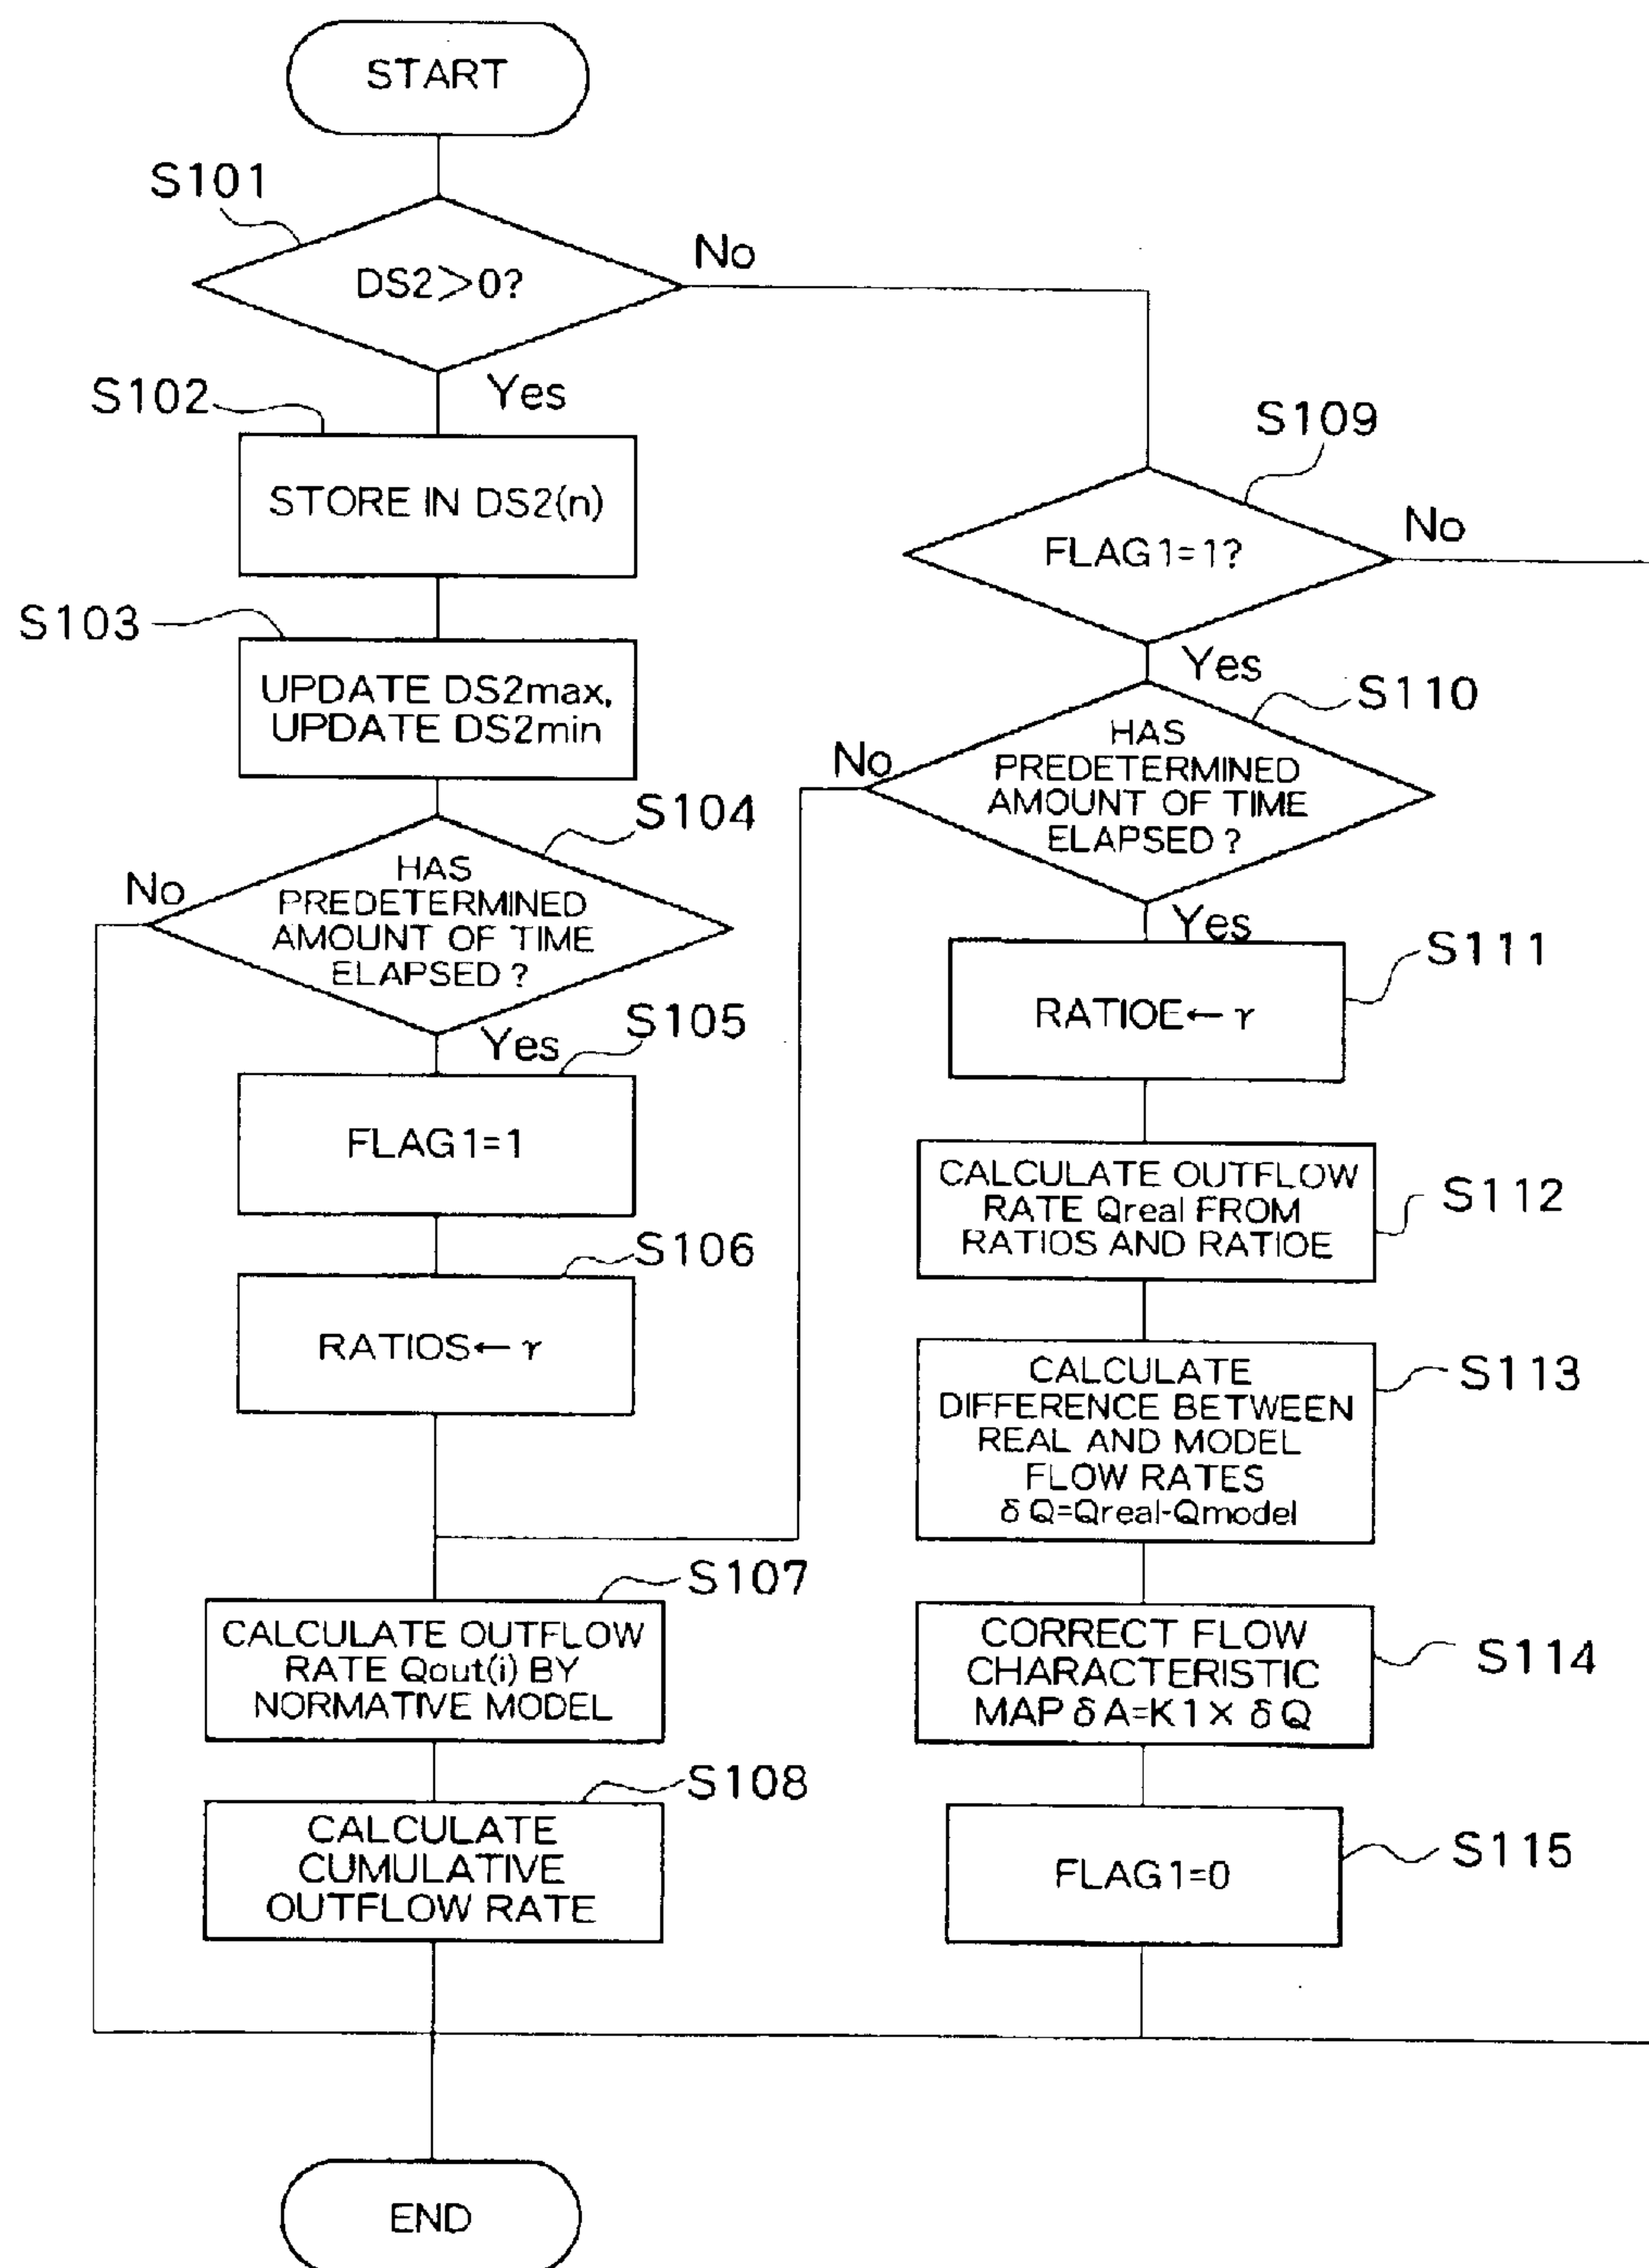 START
S101
DS2>0?
No
Yes
S102
STORE IN DS2(n)
S103
UPDATE DS2max,
UPDATE DS2min
S104
HAS
PREDETERMINED
AMOUNT OF TIME
ELAPSED ?
No
Yes
S105
FLAG1=1
S106
RATIOS← r
S107
CALCULATE OUTFLOW
RATE Qout(i) BY
NORMATIVE MODEL
S108
CALCULATE
CUMULATIVE
OUTFLOW RATE
END
S109
FLAG1=1?
No
Yes
S110
HAS
PREDETERMINED
AMOUNT OF TIME
ELAPSED ?
No
Yes
S111
RATIOE← r
S112
CALCULATE OUTFLOW
RATE Qreal FROM
RATIOS AND RATIOE
S113
CALCULATE
DIFFERENCE BETWEEN
REAL AND MODEL
FLOW RATES
δ Q=Qreal-Qmodel
S114
CORRECT FLOW
CHARACTERISTIC
MAP δ A=K1× δ Q
S115
FLAG1=0